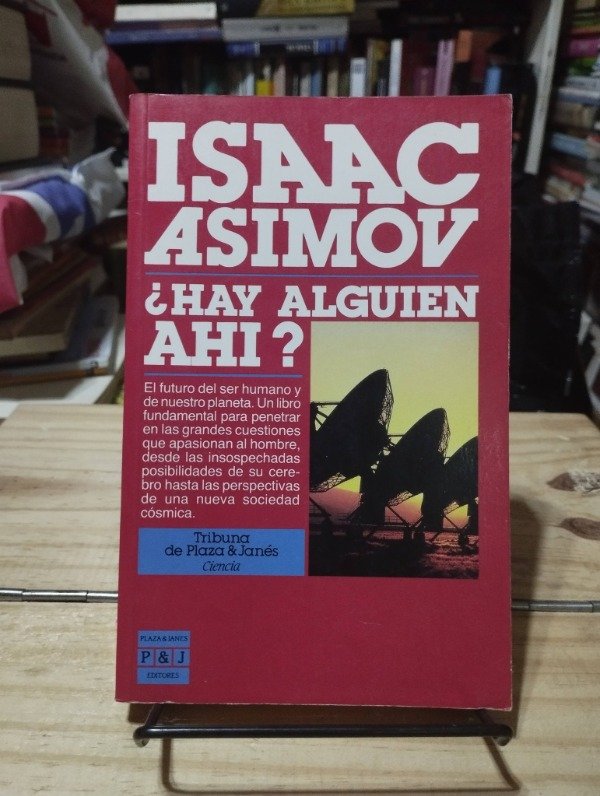 ISAAC
ASIMOV
¿HAY ALGUIEN
AHI?
El futuro del ser humano y
de nuestro planeta. Un libro
fundamental para penetrar
en las grandes cuestiones
que apasionan al hombre,
desde las insospechadas
posibilidades de su cere-
bro hasta las perspectivas
de una nueva sociedad
cósmica.
Tribuna
de Plaza & Janés
Ciencia
PLAZA & JANES
P & J
EDITORES